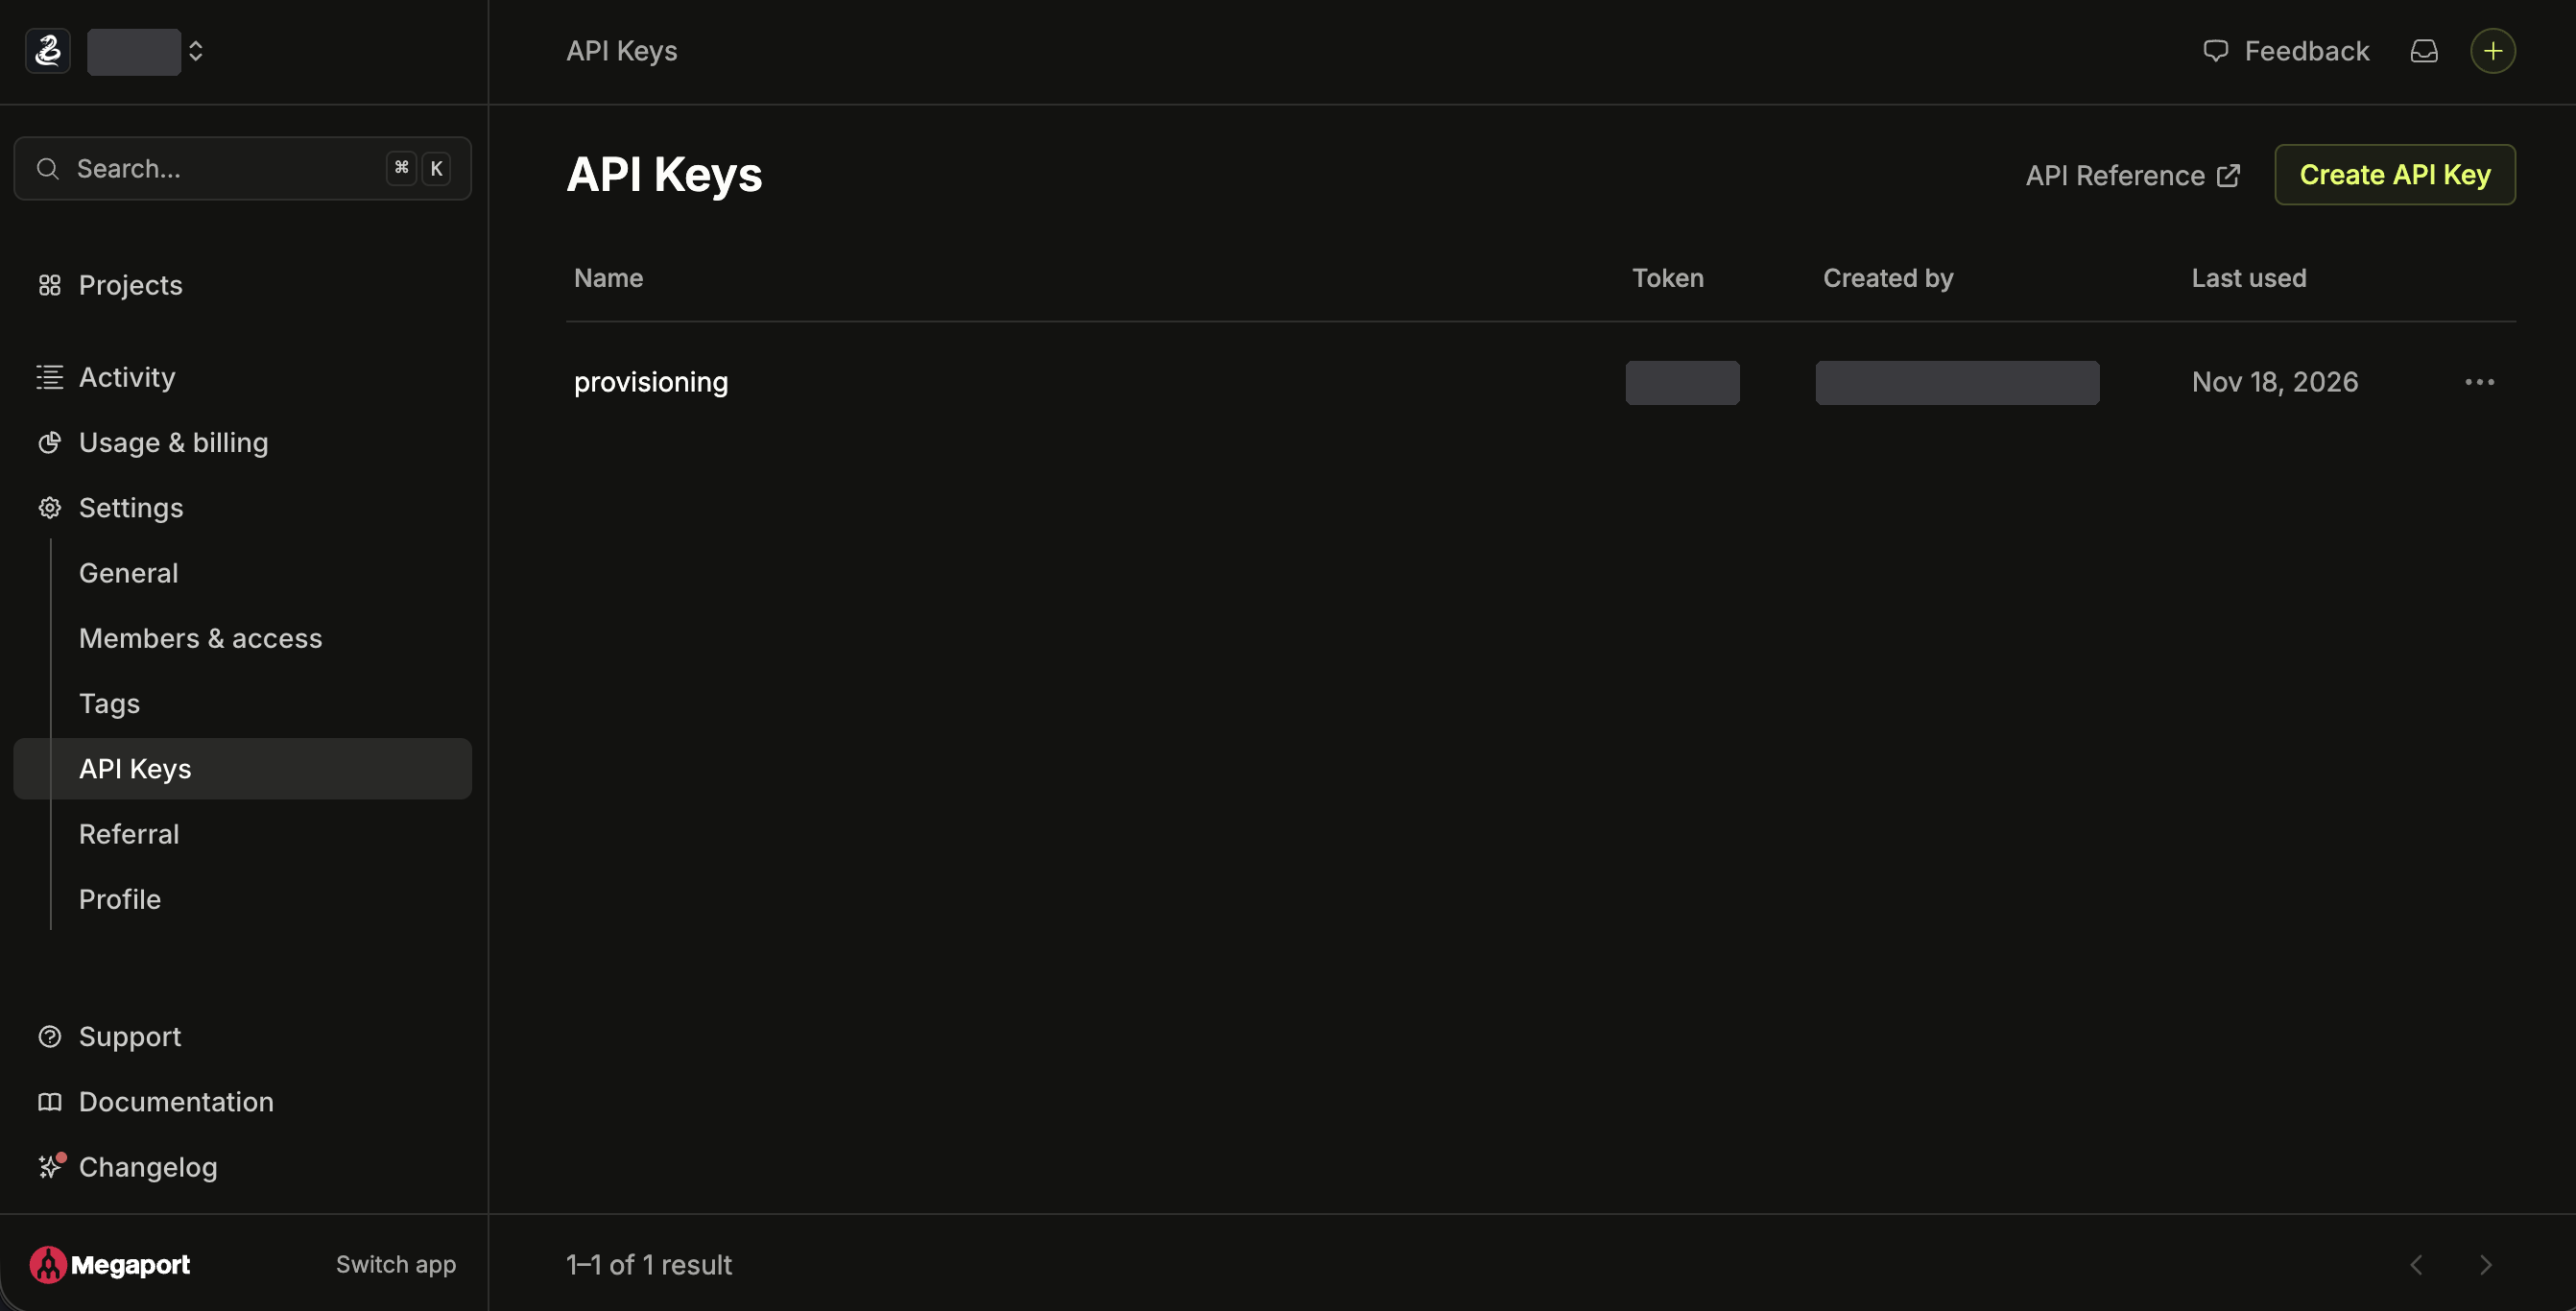 API Keys
Feedback
Search...
⌘ K
Projects
Activity
Usage & billing
Settings
General
Members & access
Tags
API Keys
Referral
Profile
Support
Documentation
Changelog
Megaport
Switch app
API Keys
API Reference
Create API Key
Name Token Created by Last used
provisioning Nov 18, 2026
1–1 of 1 result